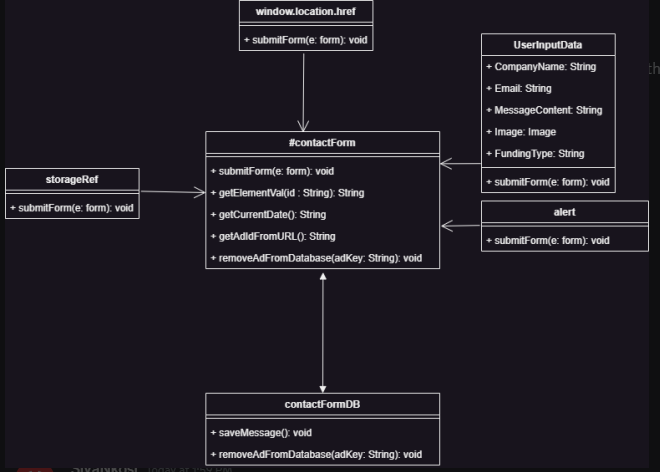 window.location.href
+ submitForm(e: form): void
UserInputData
+ CompanyName: String
+ Email: String
+ MessageContent: String
+ Image: Image
+ FundingType: String
+ submitForm(e: form): void
#contactForm
+ submitForm(e: form): void
+ getElementVal(id : String): String
+ getCurrentDate(): String
+ getAdIdFromURL(): String
+ removeAdFromDatabase(adKey: String): void
storageRef
+ submitForm(e: form): void
alert
+ submitForm(e: form): void
contactFormDB
+ saveMessage(): void
+ removeAdFromDatabase(adKey: String): void